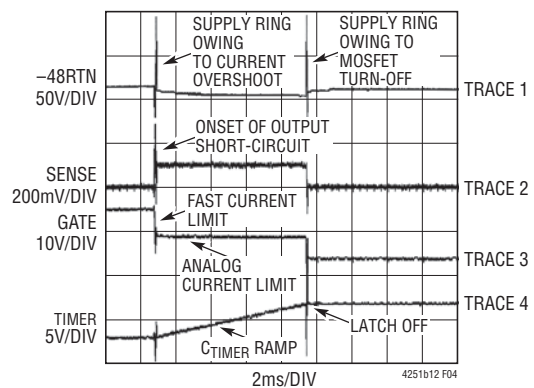 SUPPLY RING
OWING
TO CURRENT
OVERSHOOT
SUPPLY RING
OWING TO
MOSFET
TURN-OFF
–48RTN
50V/DIV
TRACE 1
ONSET OF OUTPUT
SHORT-CIRCUIT
SENSE
200mV/DIV
TRACE 2
GATE
10V/DIV
FAST CURRENT
LIMIT
ANALOG
CURRENT LIMIT
TRACE 3
TRACE 4
TIMER
5V/DIV
CTIMER RAMP
LATCH OFF
2ms/DIV
4251b12 F04